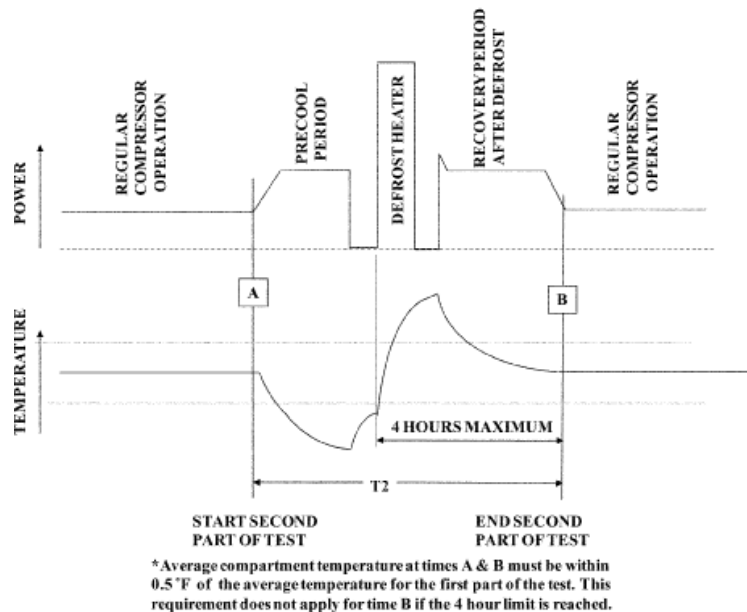 REGULAR
COMPRESSOR
OPERATION
PRECOOL
PERIOD
DEFROST HEATER
RECOVERY PERIOD
AFTER DEFROST
REGULAR
COMPRESSOR
OPERATION
POWER
A
B
TEMPERATURE
4 HOURS MAXIMUM
T2
START SECOND
PART OF TEST
END SECOND
PART OF TEST
*Average compartment temperature at times A & B must be within
0.5 °F of the average temperature for the first part of the test. This
requirement does not apply for time B if the 4 hour limit is reached.